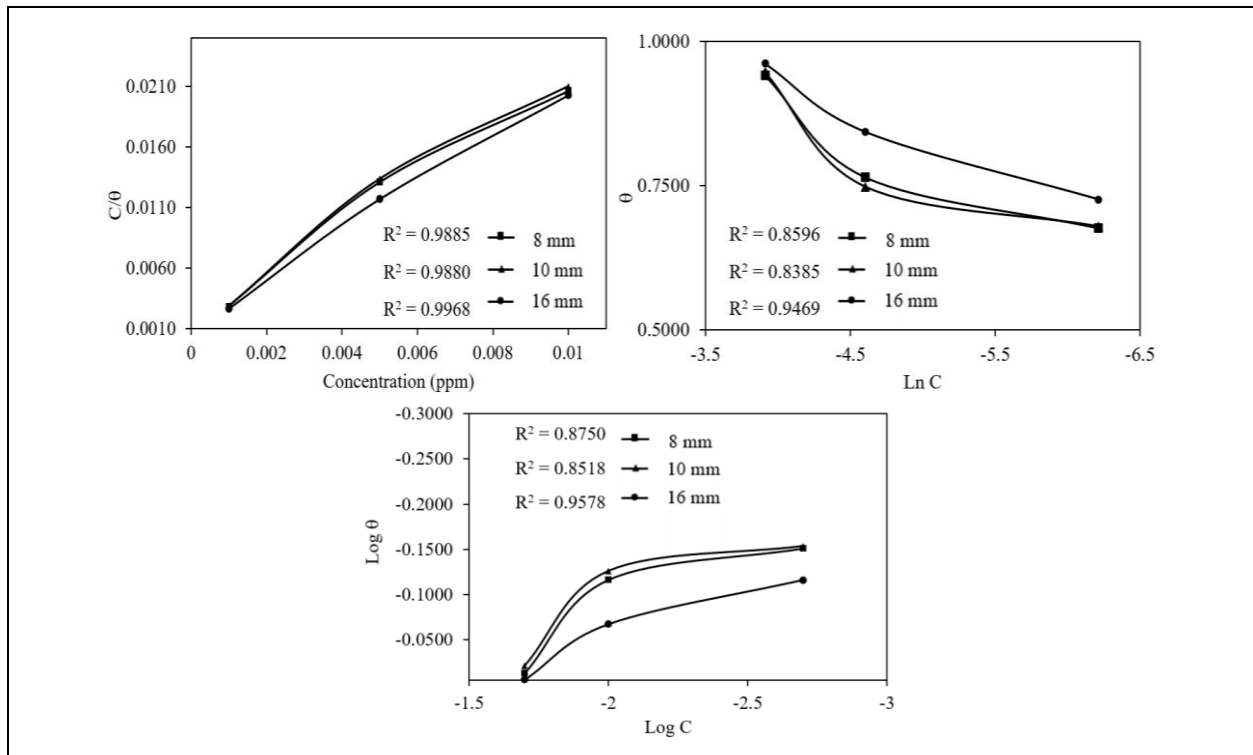 0.0210
0.0160
0.0110
0.0060
0.0010
C/θ
R² = 0.9885 8 mm
R² = 0.9880 10 mm
R² = 0.9968 16 mm
0 0.002 0.004 0.006 0.008 0.01
Concentration (ppm)
1.0000
0.7500
0.5000
θ
R² = 0.8596 8 mm
R² = 0.8385 10 mm
R² = 0.9469 16 mm
-3.5 -4.5 -5.5 -6.5
Ln C
-0.3000
-0.2500
-0.2000
-0.1500
-0.1000
-0.0500
Log θ
R² = 0.8750 8 mm
R² = 0.8518 10 mm
R² = 0.9578 16 mm
-1.5 -2 -2.5 -3
Log C